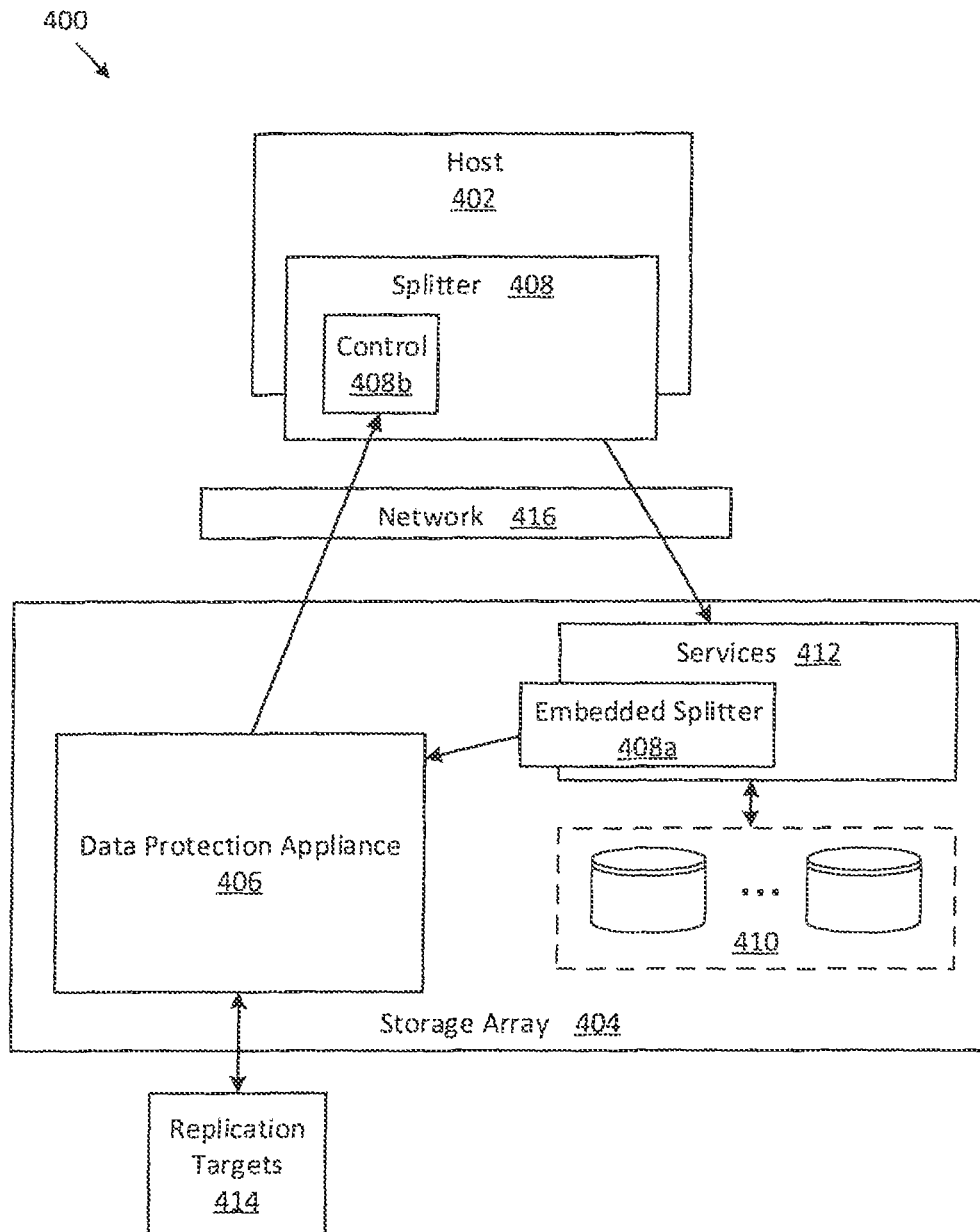 400
Host
402
Splitter 408
Control
408b
Network 416
Services 412
Embedded Splitter
408a
Data Protection Appliance
406
...
410
Storage Array 404
Replication
Targets
414